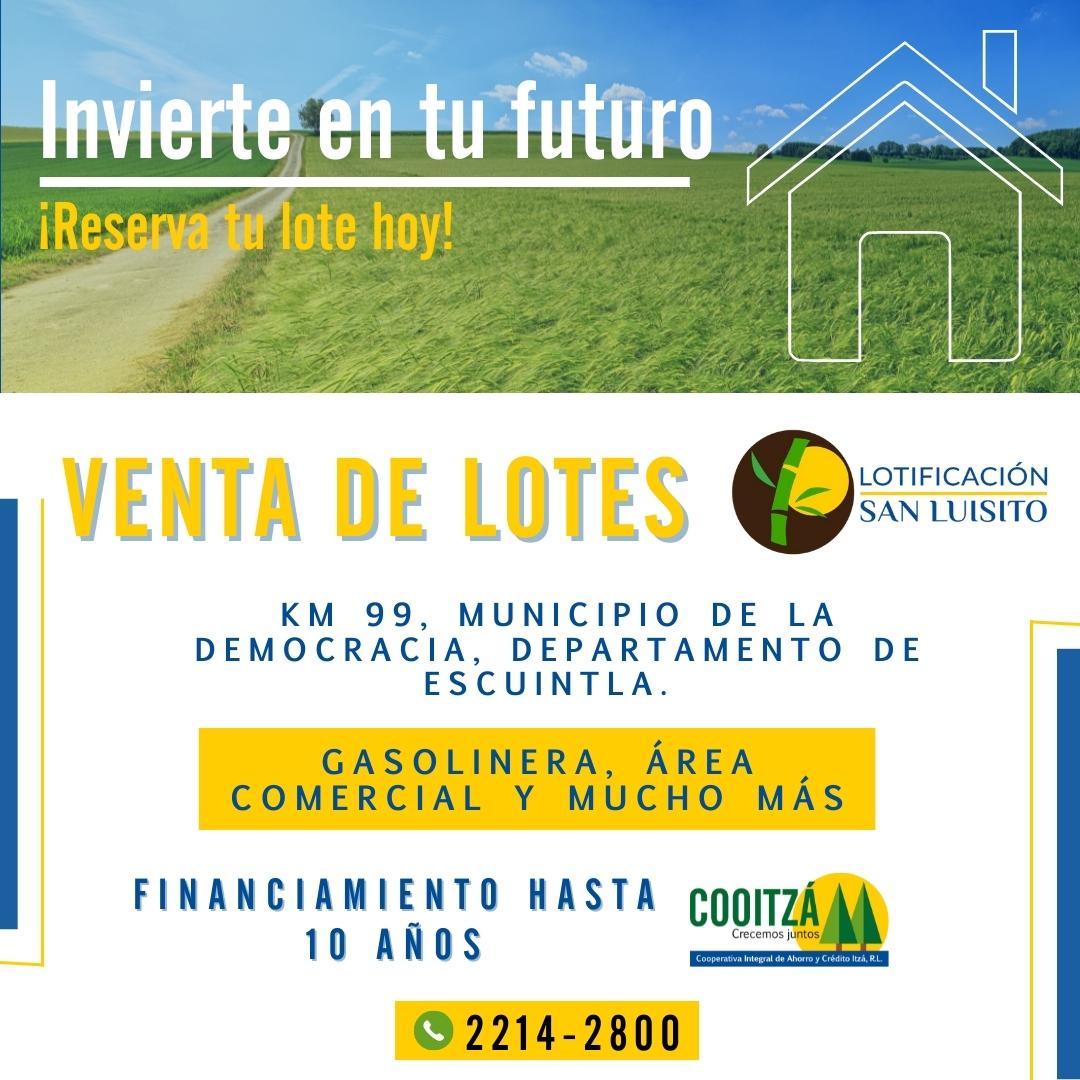 Invierte en tu futuro
¡Reserva tu lote hoy!
VENTA DE LOTES
LOTIFICACIÓN
SAN LUISITO
KM 99, MUNICIPIO DE LA
DEMOCRACIA, DEPARTAMENTO DE
ESCUINTLA.
GASOLINERA, ÁREA
COMERCIAL Y MUCHO MÁS
FINANCIAMIENTO HASTA
10 AÑOS
COOITZÁ
Crecemos juntos
Cooperativa Integral de Ahorro y Crédito Itzá, R.L.
2214-2800